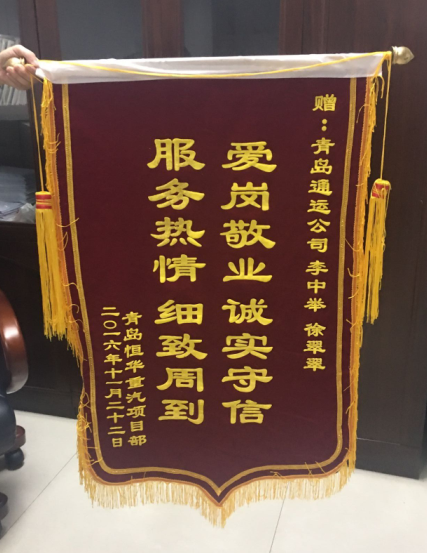 赠：青岛通运公司 李中举 徐翠翠
爱岗敬业 诚实守信
服务热情 细致周到
青岛恒华重汽项目部
二〇一六年十一月二十二日